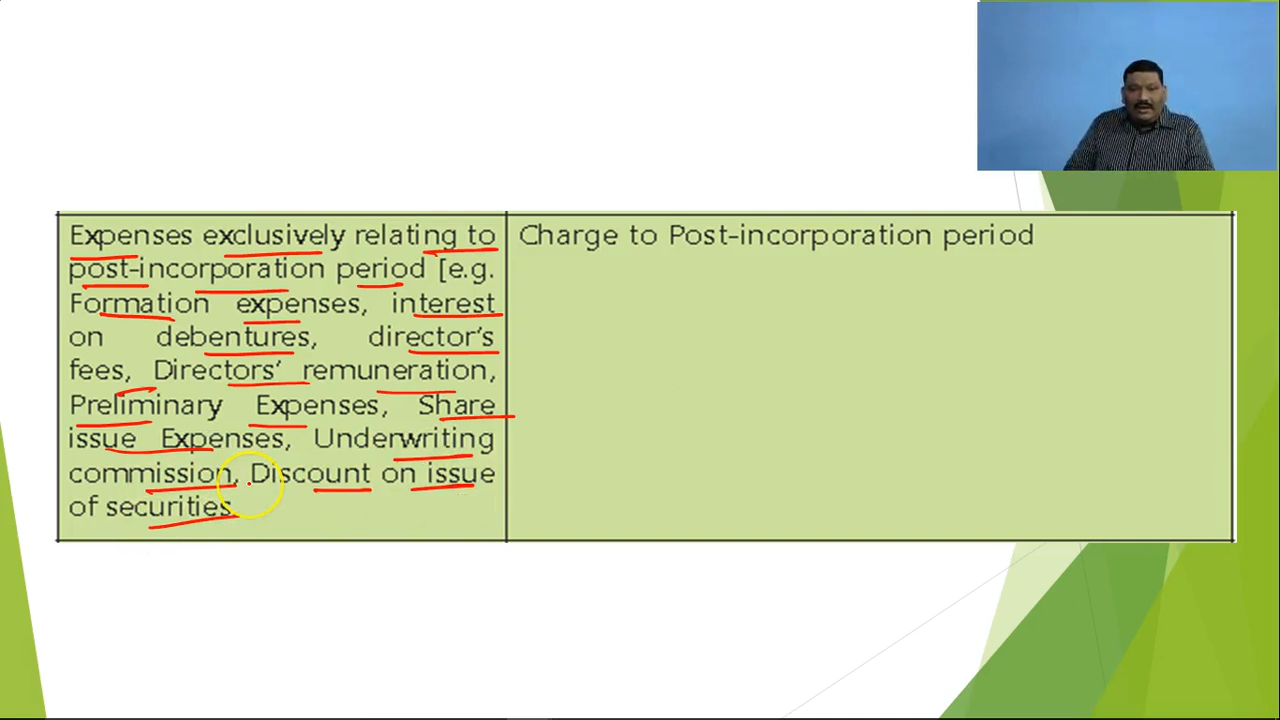 Expenses exclusively relating to
post-incorporation period [e.g.
Formation expenses, interest
on debentures, director's
fees, Directors' remuneration,
Preliminary Expenses, Share
issue Expenses, Underwriting
commission, Discount on issue
of securities.
Charge to Post-incorporation period